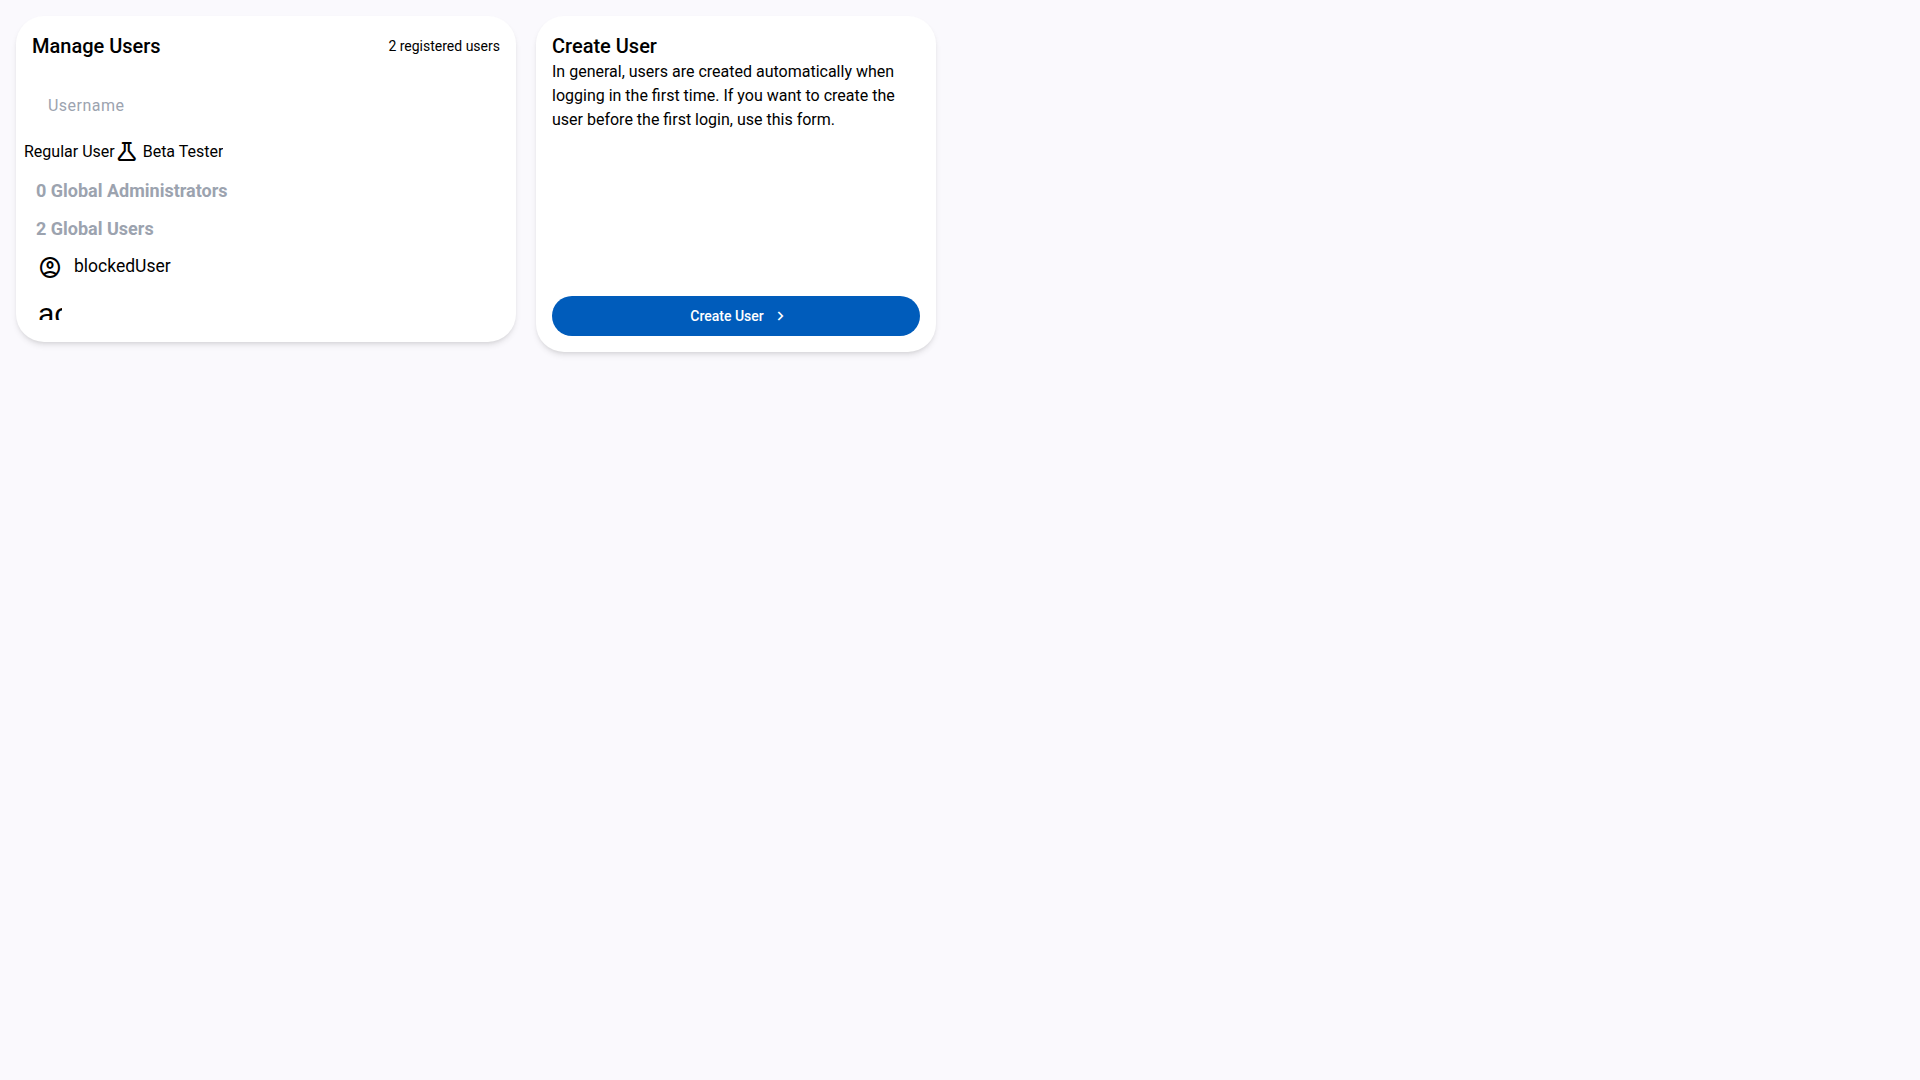 Manage Users
2 registered users
Username
Regular User
Beta Tester
0 Global Administrators
2 Global Users
blockedUser
Create User
In general, users are created automatically when
logging in the first time. If you want to create the
user before the first login, use this form.
Create User